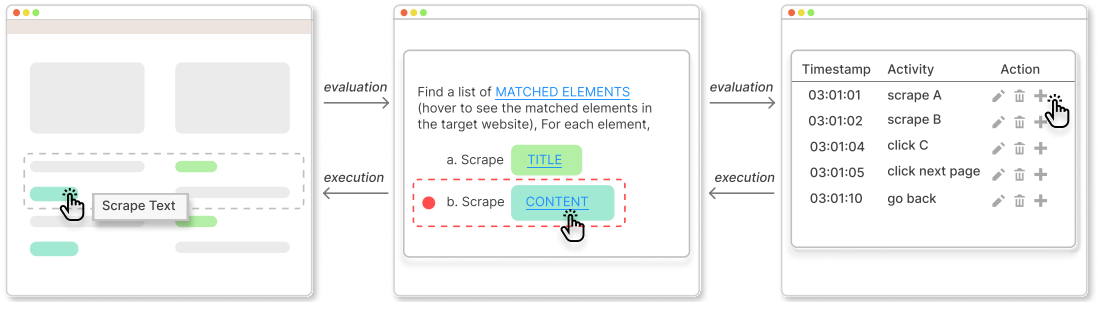 Scrape Text
evaluation
execution
Find a list of MATCHED ELEMENTS
(hover to see the matched elements in
the target website), For each element,
a. Scrape TITLE
b. Scrape CONTENT
evaluation
execution
Timestamp Activity Action
03:01:01 scrape A
03:01:02 scrape B
03:01:04 click C
03:01:05 click next page
03:01:10 go back